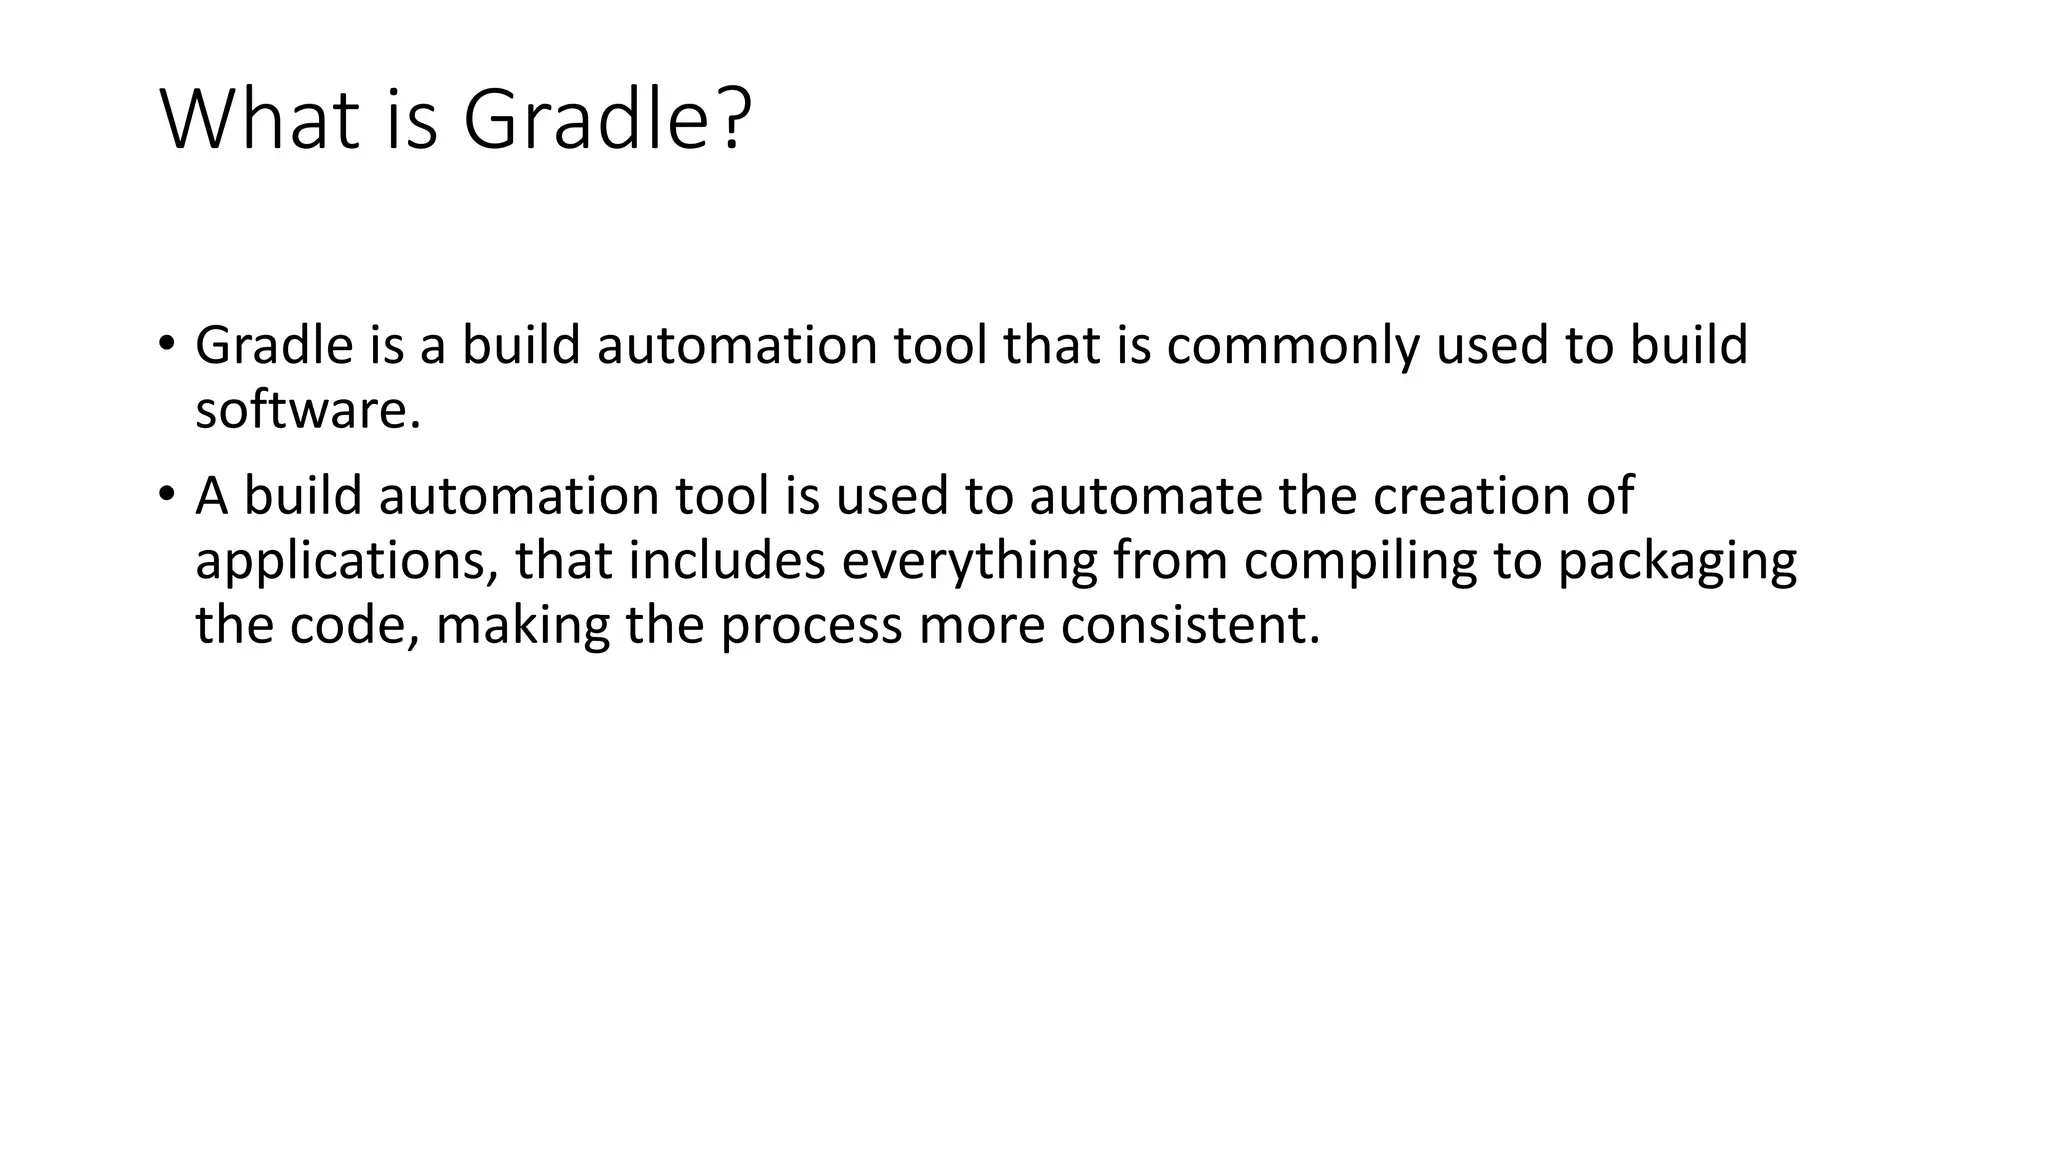 What is Gradle?
• Gradle is a build automation tool that is commonly used to build
software.
• A build automation tool is used to automate the creation of
applications, that includes everything from compiling to packaging
the code, making the process more consistent.